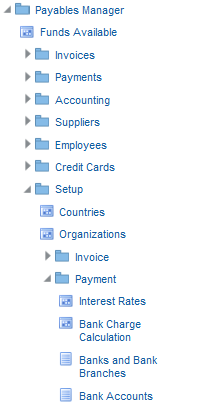 Payables Manager
Funds Available
Invoices
Payments
Accounting
Suppliers
Employees
Credit Cards
Setup
Countries
Organizations
Invoice
Payment
Interest Rates
Bank Charge
Calculation
Banks and Bank
Branches
Bank Accounts